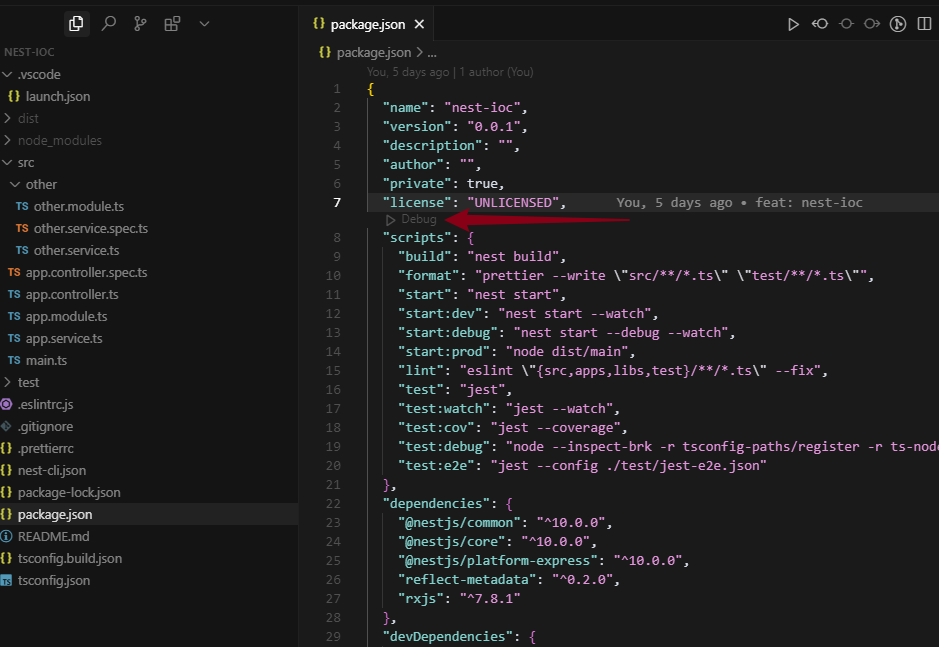 NEST-IOC
.vscode
launch.json
dist
node_modules
src
other
TS other.module.ts
TS other.service.spec.ts
TS other.service.ts
TS app.controller.spec.ts
TS app.controller.ts
TS app.module.ts
TS app.service.ts
TS main.ts
test
.eslintrc.js
.gitignore
{} .prettierrc
{} nest-cli.json
{} package-lock.json
{} package.json
README.md
{} tsconfig.build.json
TS tsconfig.json
{} package.json
{} package.json > ...
You, 5 days ago | 1 author (You)
1 {
2 "name": "nest-ioc",
3 "version": "0.0.1",
4 "description": "",
5 "author": "",
6 "private": true,
7 "license": "UNLICENSED", You, 5 days ago • feat: nest-ioc
Debug
8 "scripts": {
9 "build": "nest build",
10 "format": "prettier --write \"src/**/*.ts\" \"test/**/*.ts\"",
11 "start": "nest start",
12 "start:dev": "nest start --watch",
13 "start:debug": "nest start --debug --watch",
14 "start:prod": "node dist/main",
15 "lint": "eslint \"{src,apps,libs,test}/**/*.ts\" --fix",
16 "test": "jest",
17 "test:watch": "jest --watch",
18 "test:cov": "jest --coverage",
19 "test:debug": "node --inspect-brk -r tsconfig-paths/register -r ts-node
20 "test:e2e": "jest --config ./test/jest-e2e.json"
21 },
22 "dependencies": {
23 "@nestjs/common": "^10.0.0",
24 "@nestjs/core": "^10.0.0",
25 "@nestjs/platform-express": "^10.0.0",
26 "reflect-metadata": "^0.2.0",
27 "rxjs": "^7.8.1"
28 },
29 "devDependencies": {